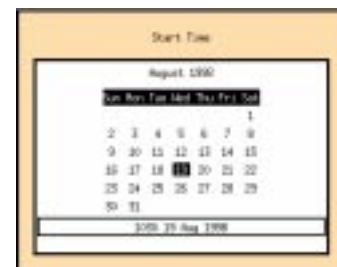 Start Time
August 1998
Sun Mon Tue Wed Thu Fri Sat
1
2 3 4 5 6 7 8
9 10 11 12 13 14 15
16 17 18 19 20 21 22
23 24 25 26 27 28 29
30 31
19 Aug 1998